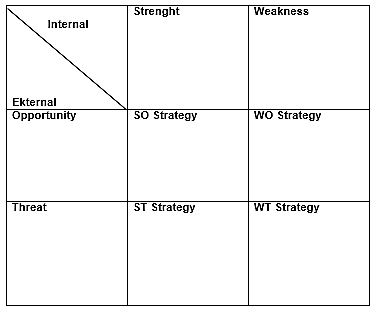 Internal
Ekternal
Strenght
Weakness
Opportunity
SO Strategy
WO Strategy
Threat
ST Strategy
WT Strategy